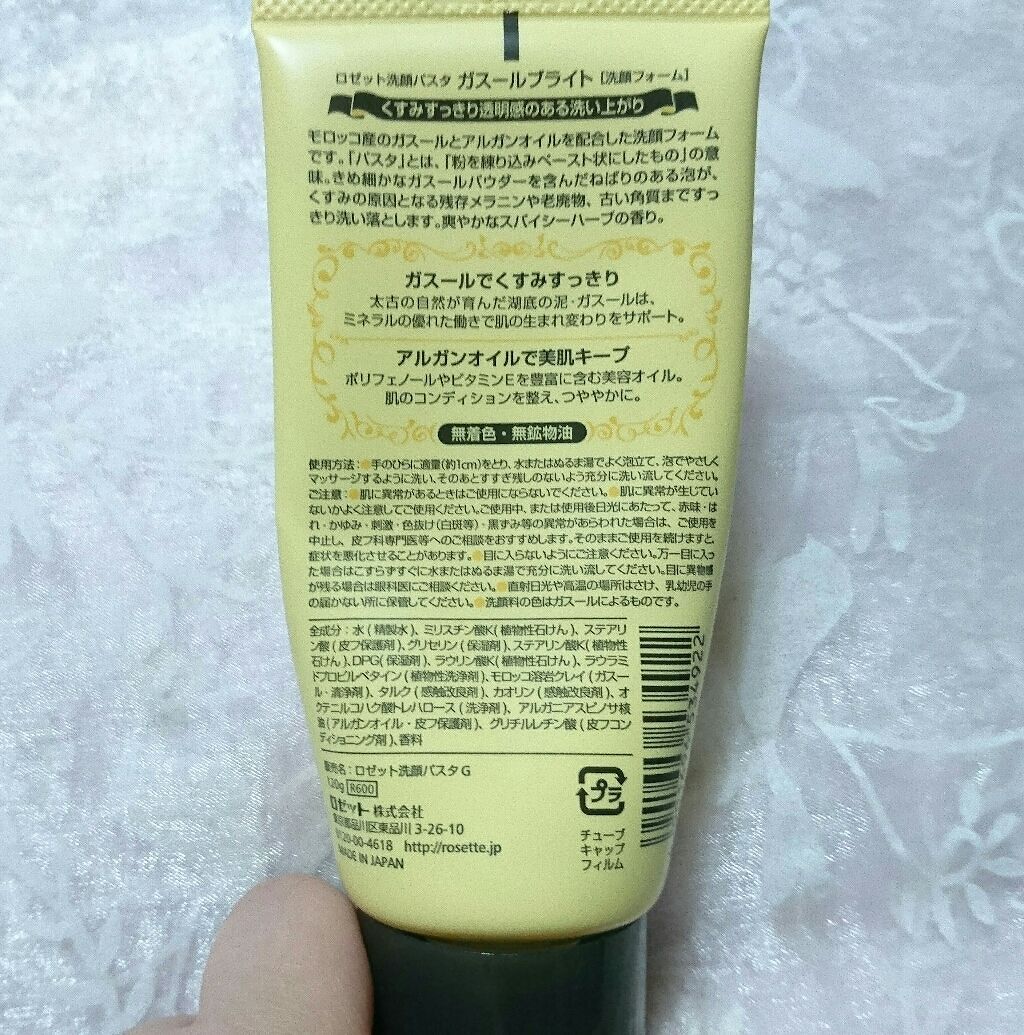 ロゼット洗顔パスタ ガスールブライト [洗顔フォーム]
くすみすっきり透明感のある洗い上がり
モロッコ産のガスールとアルガンオイルを配合した洗顔フォーム
です。「パスタ」とは、「粉を練り込みペースト状にしたもの」の意
味。きめ細かなガスールパウダーを含んだねばりのある泡が、
くすみの原因となる残存メラニンや老廃物、古い角質まですっ
きり洗い落とします。爽やかなスパイシーハーブの香り。
ガスールでくすみすっきり
太古の自然が育んだ湖底の泥・ガスールは、
ミネラルの優れた働きで肌の生まれ変わりをサポート。
アルガンオイルで美肌キープ
ポリフェノールやビタミンEを豊富に含む美容オイル。
肌のコンディションを整え、つややかに。
無着色・無鉱物油
使用方法：●手のひらに適量(約1cm)をとり、水またはぬるま湯でよく泡立て、泡でやさしく
マッサージするように洗い、そのあとすすぎ残しのないよう充分に洗い流してください。
ご注意：●肌に異常があるときはご使用にならないでください。●肌に異常が生じてい
ないかよく注意してご使用ください。ご使用中、または使用後日光にあたって、赤味・は
れ・かゆみ・刺激・色抜け(白斑等)・黒ずみ等の異常があらわれた場合は、ご使用を
中止し、皮フ科専門医等へのご相談をおすすめします。そのままご使用を続けますと、
症状を悪化させることがあります。●目に入らないようにご注意ください。万一目に入っ
た場合はこすらずすぐに水またはぬるま湯で充分に洗い流してください。目に異物感
が残る場合は眼科医にご相談ください。●直射日光や高温の場所はさけ、乳幼児の手
の届かない所に保管してください。●洗顔料の色はガスールによるものです。
全成分：水(精製水)、ミリスチン酸K(植物性石けん)、ステアリ
ン酸(皮フ保護剤)、グリセリン(保湿剤)、ステアリン酸K(植物性
石けん)、DPG(保湿剤)、ラウリン酸K(植物性石けん)、ラウラミ
ドプロピルベタイン(植物性洗浄剤)、モロッコ溶岩クレイ(ガスー
ル・清浄剤)、タルク(感触改良剤)、カオリン(感触改良剤)、オ
クテニルコハク酸トレハロース(洗浄剤)、アルガニアスピノサ核
油(アルガンオイル・皮フ保護剤)、グリチルレチン酸(皮フコン
ディショニング剤)、香料
販売名：ロゼット洗顔パスタG
120g R600
ロゼット 株式会社
東京都品川区東品川 3-26-10
0120-00-4618 http://rosette.jp
MADE IN JAPAN
プラ
チューブ
キャップ
フィルム